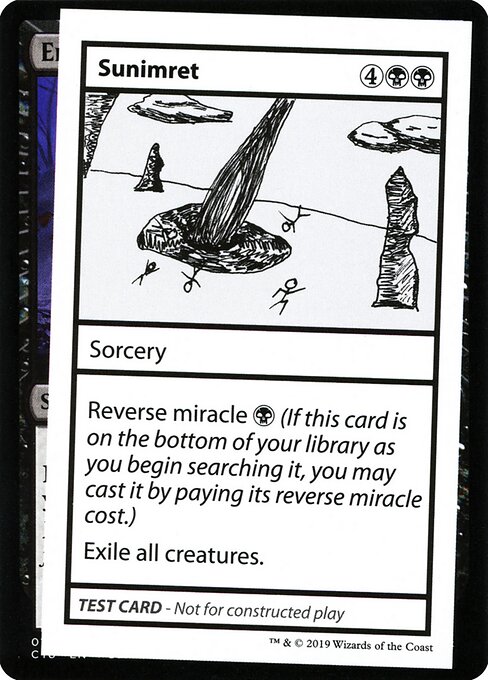 Sunimret
4
Sorcery
Reverse miracle (If this card is
on the bottom of your library as
you begin searching it, you may
cast it by paying its reverse miracle
cost.)
Exile all creatures.
TEST CARD - Not for constructed play
™ & © 2019 Wizards of the Coast